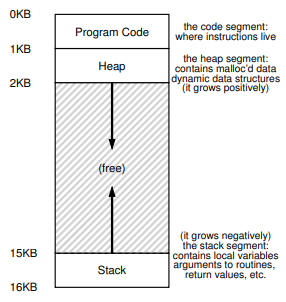 0KB
Program Code
the code segment:
where instructions live
1KB
Heap
the heap segment:
contains malloc'd data
dynamic data structures
(it grows positively)
2KB
(free)
(it grows negatively)
the stack segment:
contains local variables
arguments to routines,
return values, etc.
15KB
Stack
16KB